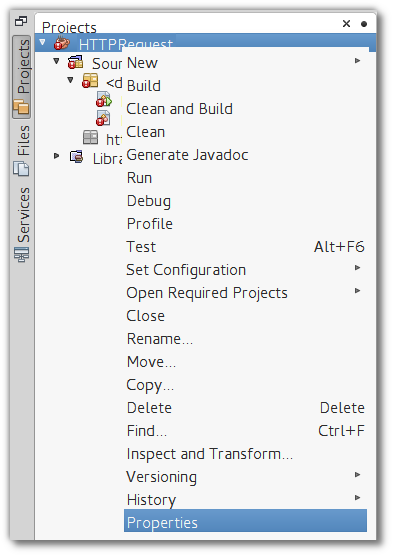 Projects
HTTPRequest
Sour
<d
htt
Libra
New
Build
Clean and Build
Clean
Generate Javadoc
Run
Debug
Profile
Test Alt+F6
Set Configuration
Open Required Projects
Close
Rename...
Move...
Copy...
Delete Delete
Find... Ctrl+F
Inspect and Transform...
Versioning
History
Properties
Projects
Files
Services